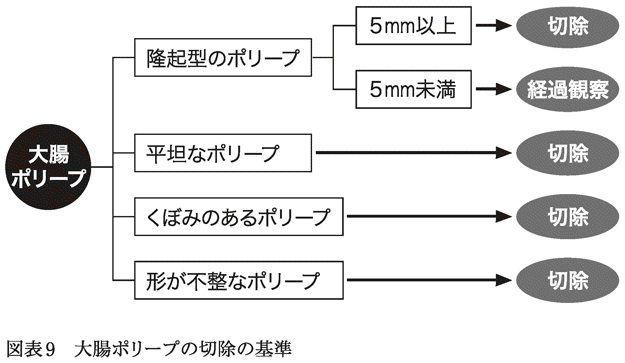 大腸
ポリープ
隆起型のポリープ
5mm以上
切除
5mm未満
経過観察
平坦なポリープ
切除
くぼみのあるポリープ
切除
形が不整なポリープ
切除
図表9　大腸ポリープの切除の基準